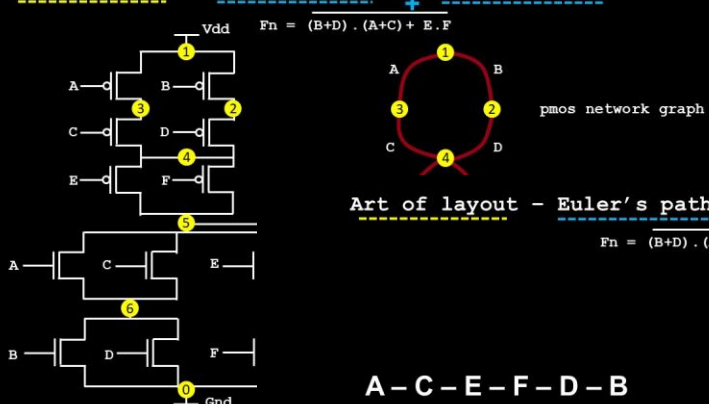 Vdd
Fn = (B+D).(A+C)+ E.F
1
A
B
1
A
B
3
2
3
2
pmos network graph
C
D
4
C
D
4
E
F
Art of layout - Euler's path
5
Fn = (B+D).(
A
C
E
6
B
D
F
0
A-C-E-F-D-B
Gnd